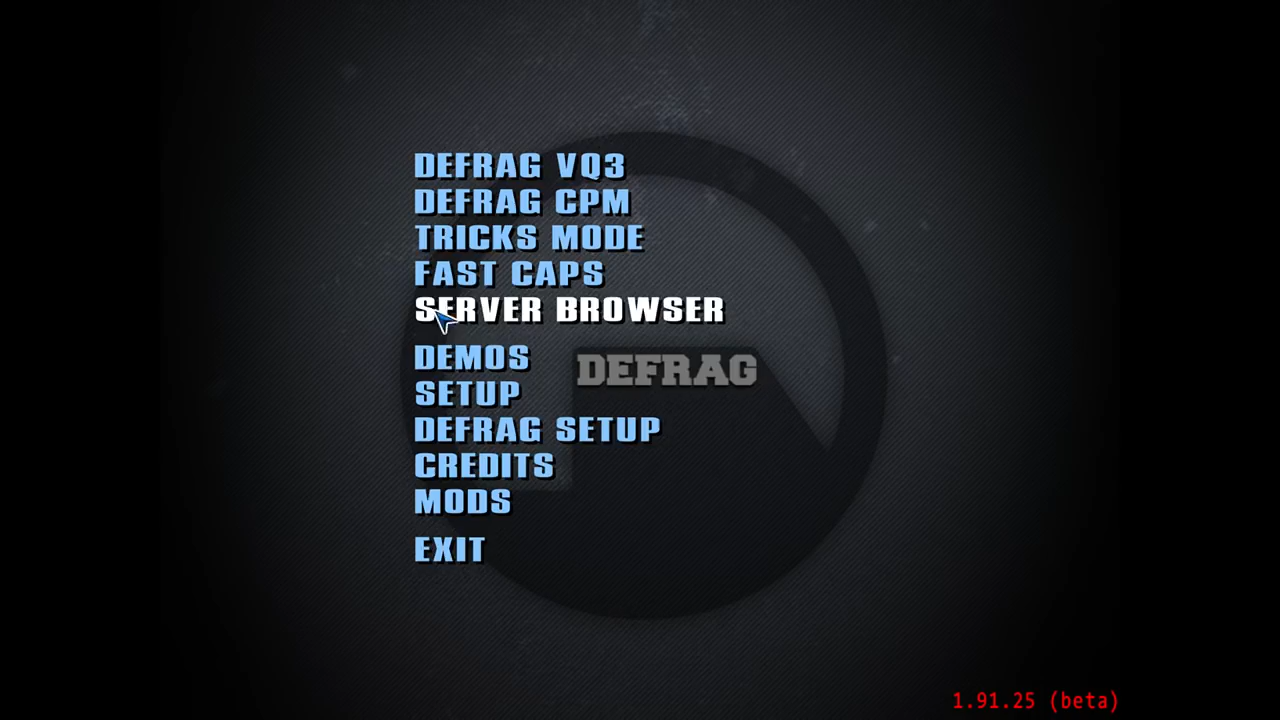 DEFRAG VQ3
DEFRAG CPM
TRICKS MODE
FAST CAPS
SERVER BROWSER
DEMOS
DEFRAG
SETUP
DEFRAG SETUP
CREDITS
MODS
EXIT
1.91.25 (beta)